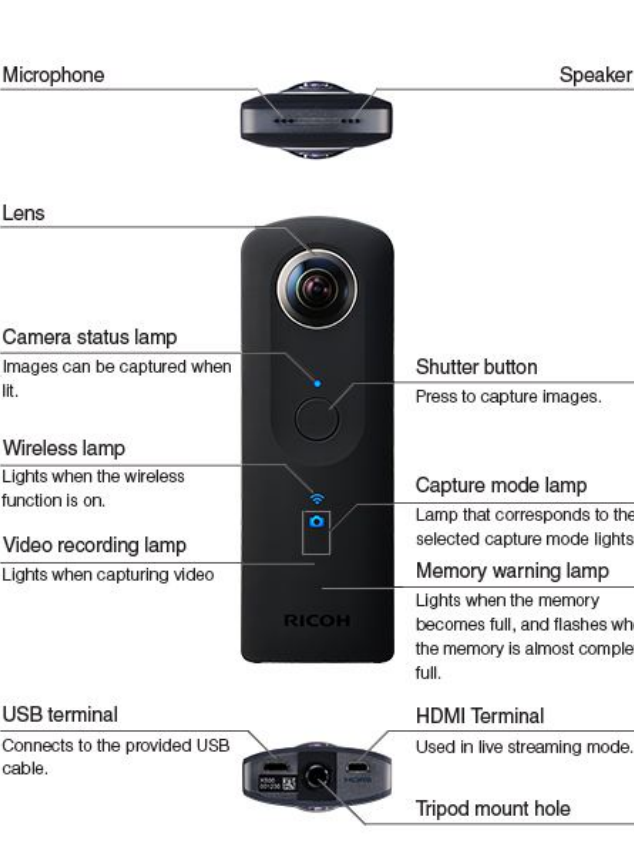 Microphone
Speaker
Lens
Camera status lamp
Images can be captured when
lit.
Shutter button
Press to capture images.
Wireless lamp
Lights when the wireless
function is on.
Capture mode lamp
Lamp that corresponds to the
selected capture mode lights
Video recording lamp
Lights when capturing video
Memory warning lamp
Lights when the memory
becomes full, and flashes
the memory is almost
full.
RICOH
USB terminal
Connects to the provided USB
cable.
HDMI Terminal
Used in live streaming mode.
HDMI
Tripod mount hole